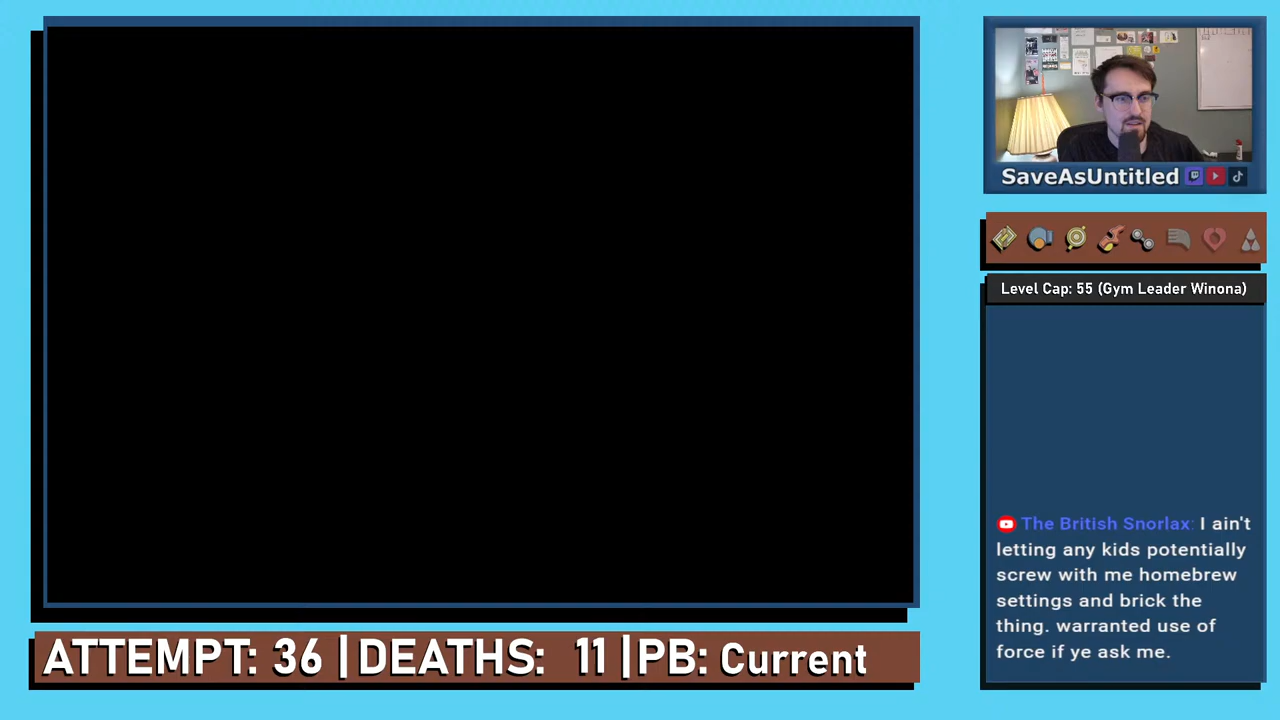 SaveAsUntitled
Level Cap: 55 (Gym Leader Winona)
The British Snorlax: I ain't
letting any kids potentially
screw with me homebrew
settings and brick the
thing. warranted use of
force if ye ask me.
ATTEMPT: 36 | DEATHS: 11 | PB: Current